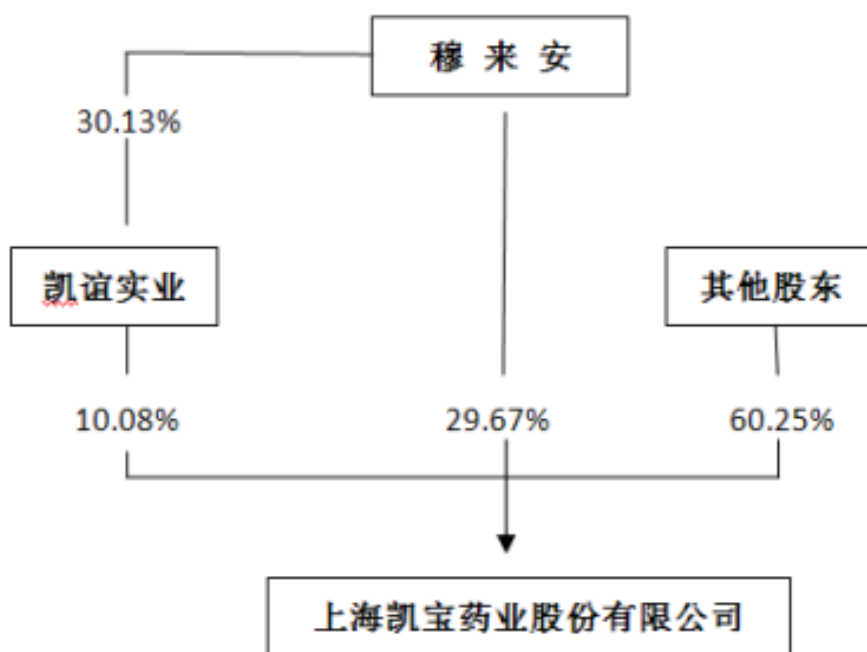 穆来安
30.13%
凯谊实业
其他股东
10.08%
29.67%
60.25%
上海凯宝药业股份有限公司